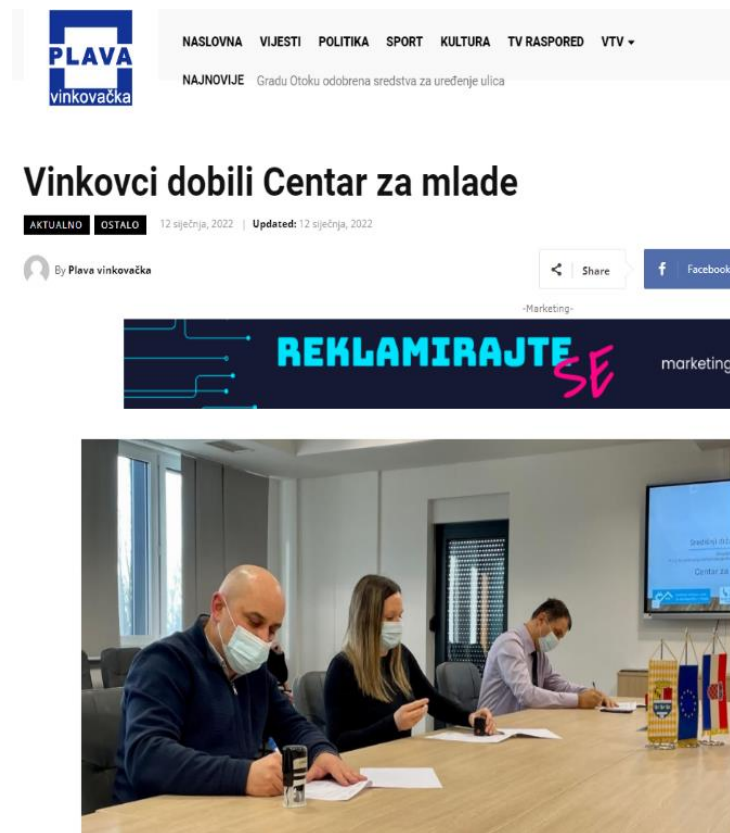 PLAVA
vinkovačka
NASLOVNA VIJESTI POLITIKA SPORT KULTURA TV RASPORED VTV
NAJNOVIJE Gradu Otoku odobrena sredstva za uređenje ulica
Vinkovci dobili Centar za mlade
AKTUALNO OSTALO 12 siječnja, 2022 | Updated: 12 siječnja, 2022
By Plava vinkovačka
Share
Facebook
-Marketing-
REKLAMIRAJTE SE
marketing
Središnji
Centar za